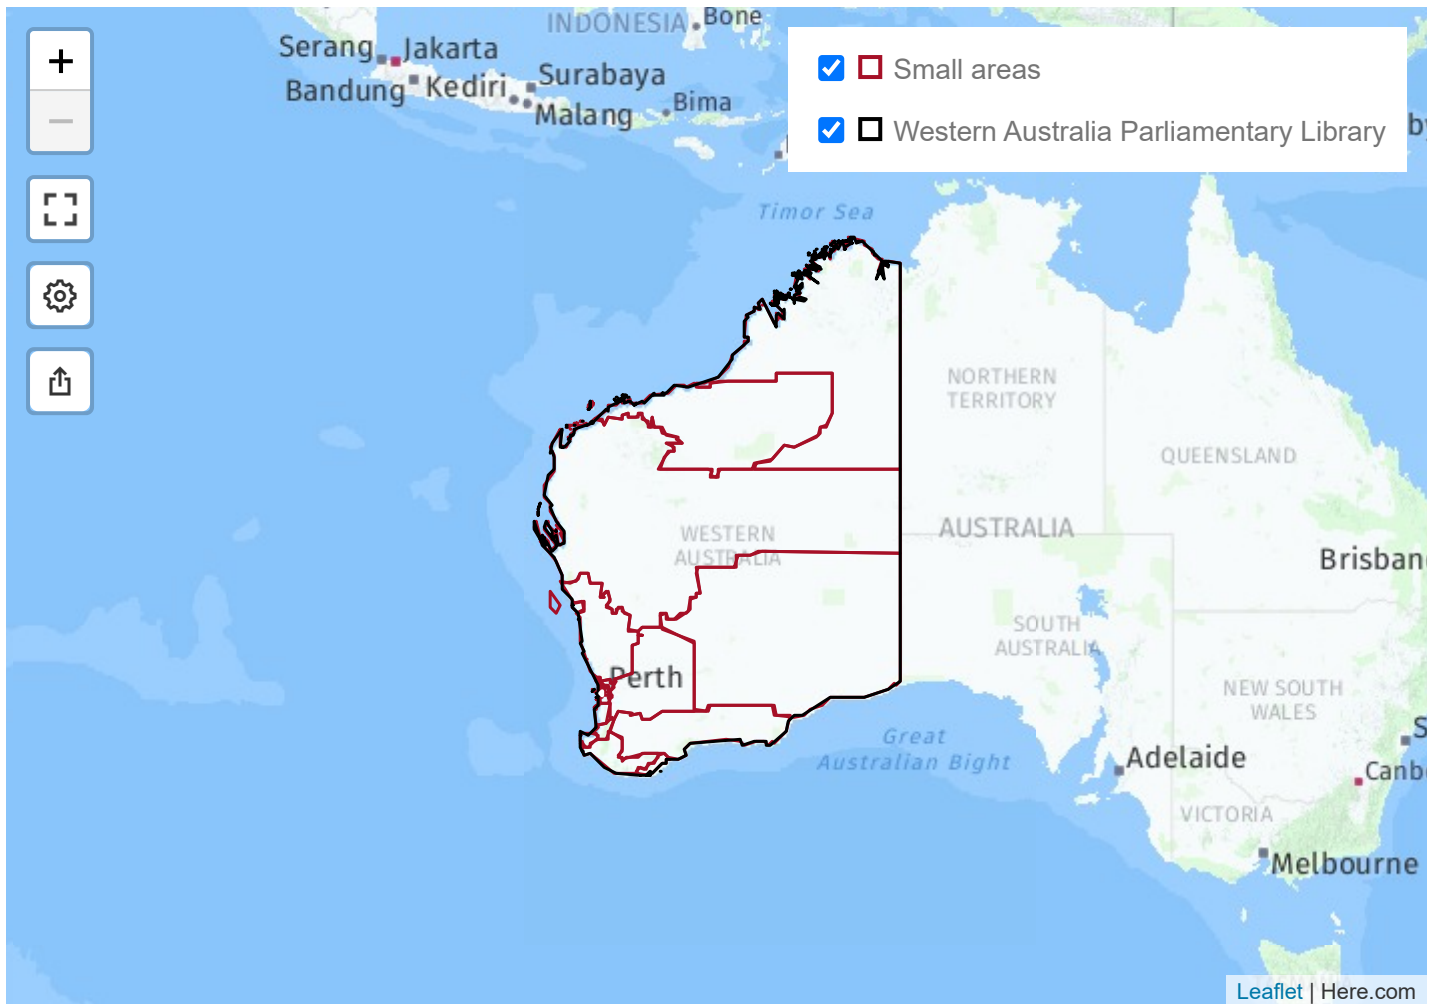 INDONESIA
Bone
Serang
Jakarta
Bandung
Kediri
Surabaya
Malang
Bima
Small areas
Western Australia Parliamentary Library
Timor Sea
NORTHERN
TERRITORY
QUEENSLAND
AUSTRALIA
WESTERN
AUSTRALIA
Brisban
SOUTH
AUSTRALIA
Perth
NEW SOUTH
WALES
Great
Australian Bight
Adelaide
S
Canb
VICTORIA
Melbourne
Leaflet | Here.com